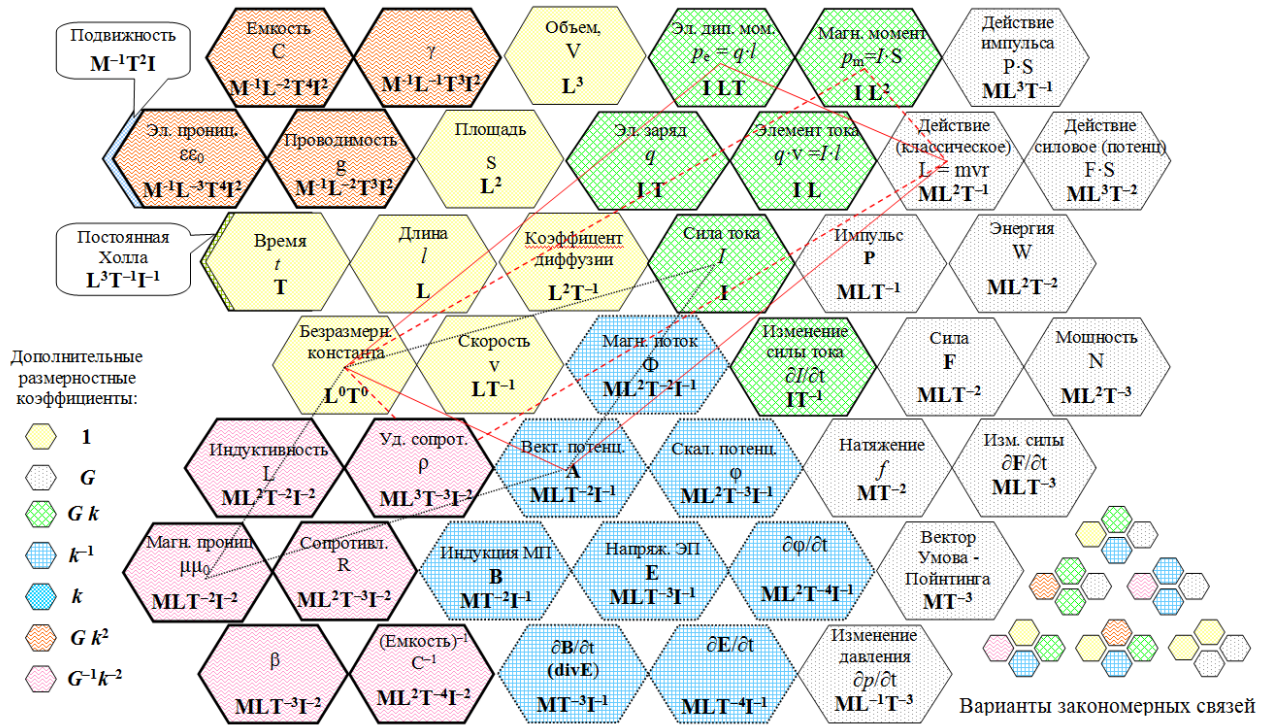 Подвижность
M⁻¹T²I
Емкость
C
M⁻¹L⁻²T⁴I²
γ
M⁻¹L⁻¹T³I²
Объем,
V
L³
Эл. дип. мом.
pₑ = q·l
I LT
Магн. момент
pₘ=I·S
I L²
Действие
импульса
P·S
ML³T⁻¹
Эл. прониц.
εε₀
M⁻¹L⁻³T⁴I²
Проводимость
g
M⁻¹L⁻²T³I²
Площадь
S
L²
Эл. заряд
q
I T
Элемент тока
q·v =I·l
I L
Действие
(классическое)
L = mvr
ML²T⁻¹
Действие
силовое (потенц)
F·S
ML³T⁻²
Постоянная
Холла
L³T⁻¹I⁻¹
Время
t
T
Длина
l
L
Коэффицент
диффузии
L²T⁻¹
Сила тока
I
I
Импульс
P
MLT⁻¹
Энергия
W
ML²T⁻²
Безразмерн.
константа
L⁰T⁰
Скорость
v
LT⁻¹
Магн. поток
Φ
ML²T⁻²I⁻¹
Изменение
силы тока
∂I/∂t
IT⁻¹
Сила
F
MLT⁻²
Мощность
N
ML²T⁻³
Дополнительные
размерностные
коэффициенты:
1
G
G k
k⁻¹
k
G k²
G⁻¹k⁻²
Индуктивность
L
ML²T⁻²I⁻²
Уд. сопрот.
ρ
ML³T⁻³I⁻²
Вект. потенц.
A
MLT⁻²I⁻¹
Скал. потенц.
φ
ML²T⁻³I⁻¹
Натяжение
f
MT⁻²
Изм. силы
∂F/∂t
MLT⁻³
Магн. прониц
μμ₀
MLT⁻²I⁻²
Сопротивл.
R
ML²T⁻³I⁻²
Индукция МП
B
MT⁻²I⁻¹
Напряж. ЭП
E
MLT⁻³I⁻¹
∂φ/∂t
ML²T⁻⁴I⁻¹
Вектор
Умова -
Пойнтинга
MT⁻³
β
MLT⁻³I⁻²
(Емкость)⁻¹
C⁻¹
ML²T⁻⁴I⁻²
∂B/∂t
(divE)
MT⁻³I⁻¹
∂E/∂t
MLT⁻⁴I⁻¹
Изменение
давления
∂p/∂t
ML⁻¹T⁻³
Варианты закономерных связей